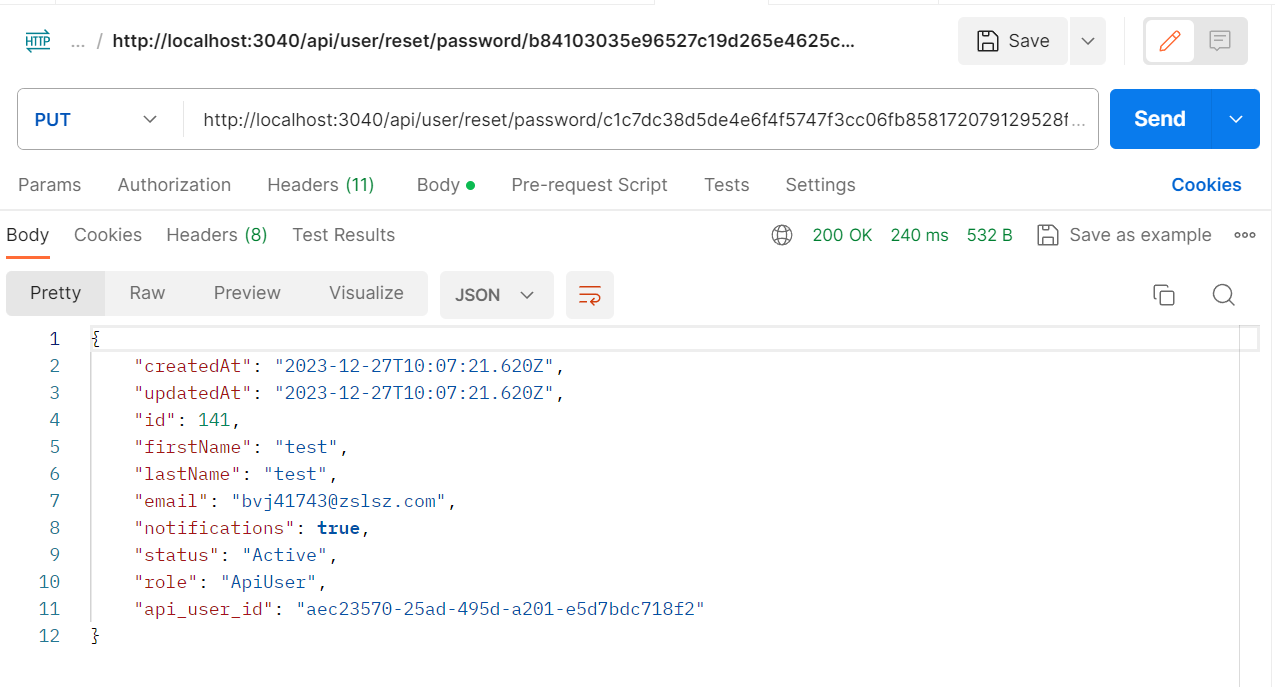 HTTP ... / http://localhost:3040/api/user/reset/password/b84103035e96527c19d265e4625c... Save
PUT http://localhost:3040/api/user/reset/password/c1c7dc38d5de4e6f4f5747f3cc06fb858172079129528f... Send
Params Authorization Headers (11) Body Pre-request Script Tests Settings Cookies
Body Cookies Headers (8) Test Results 200 OK 240 ms 532 B Save as example
Pretty Raw Preview Visualize JSON
1 {
2 "createdAt": "2023-12-27T10:07:21.620Z",
3 "updatedAt": "2023-12-27T10:07:21.620Z",
4 "id": 141,
5 "firstName": "test",
6 "lastName": "test",
7 "email": "bvj41743@zslsz.com",
8 "notifications": true,
9 "status": "Active",
10 "role": "ApiUser",
11 "api_user_id": "aec23570-25ad-495d-a201-e5d7bdc718f2"
12 }